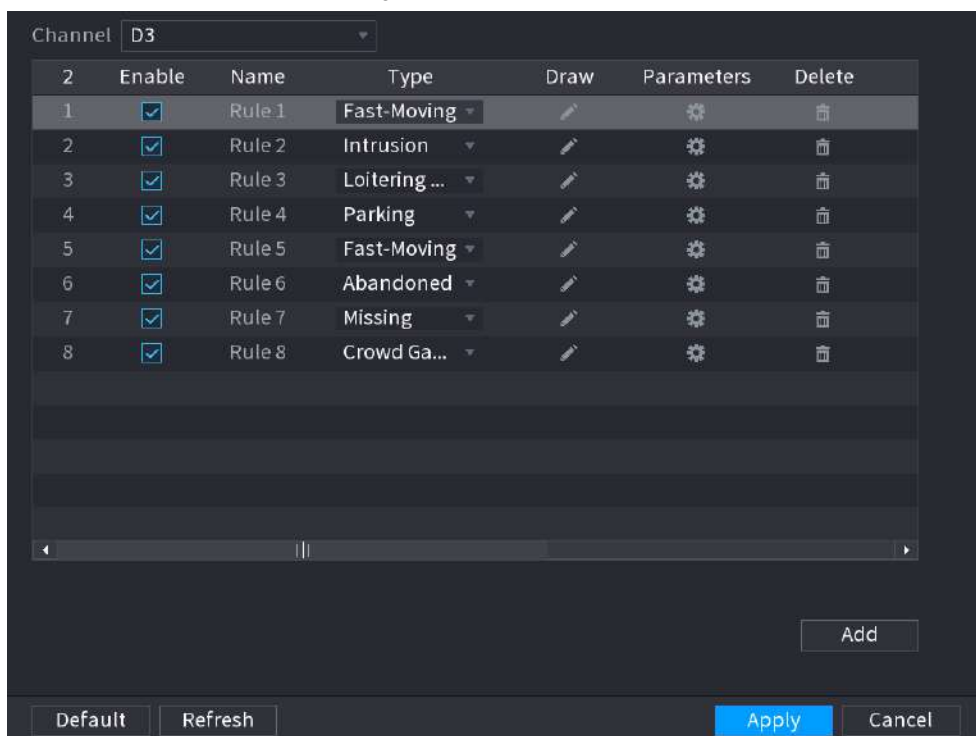 Channel D3
2 Enable Name Type Draw Parameters Delete
1 Rule 1 Fast-Moving
2 Rule 2 Intrusion
3 Rule 3 Loitering ...
4 Rule 4 Parking
5 Rule 5 Fast-Moving
6 Rule 6 Abandoned
7 Rule 7 Missing
8 Rule 8 Crowd Ga...
Add
Default Refresh Apply Cancel